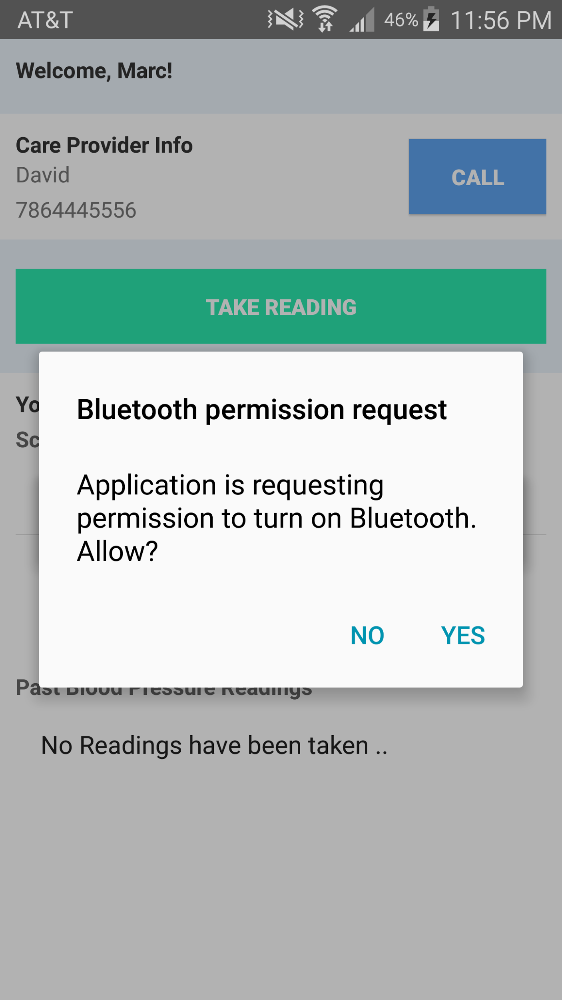 AT&T 46% 11:56 PM
Welcome, Marc!
Care Provider Info
David
CALL
7864445556
TAKE READING
Bluetooth permission request
Application is requesting
permission to turn on Bluetooth.
Allow?
NO YES
Past Blood Pressure Readings
No Readings have been taken ..